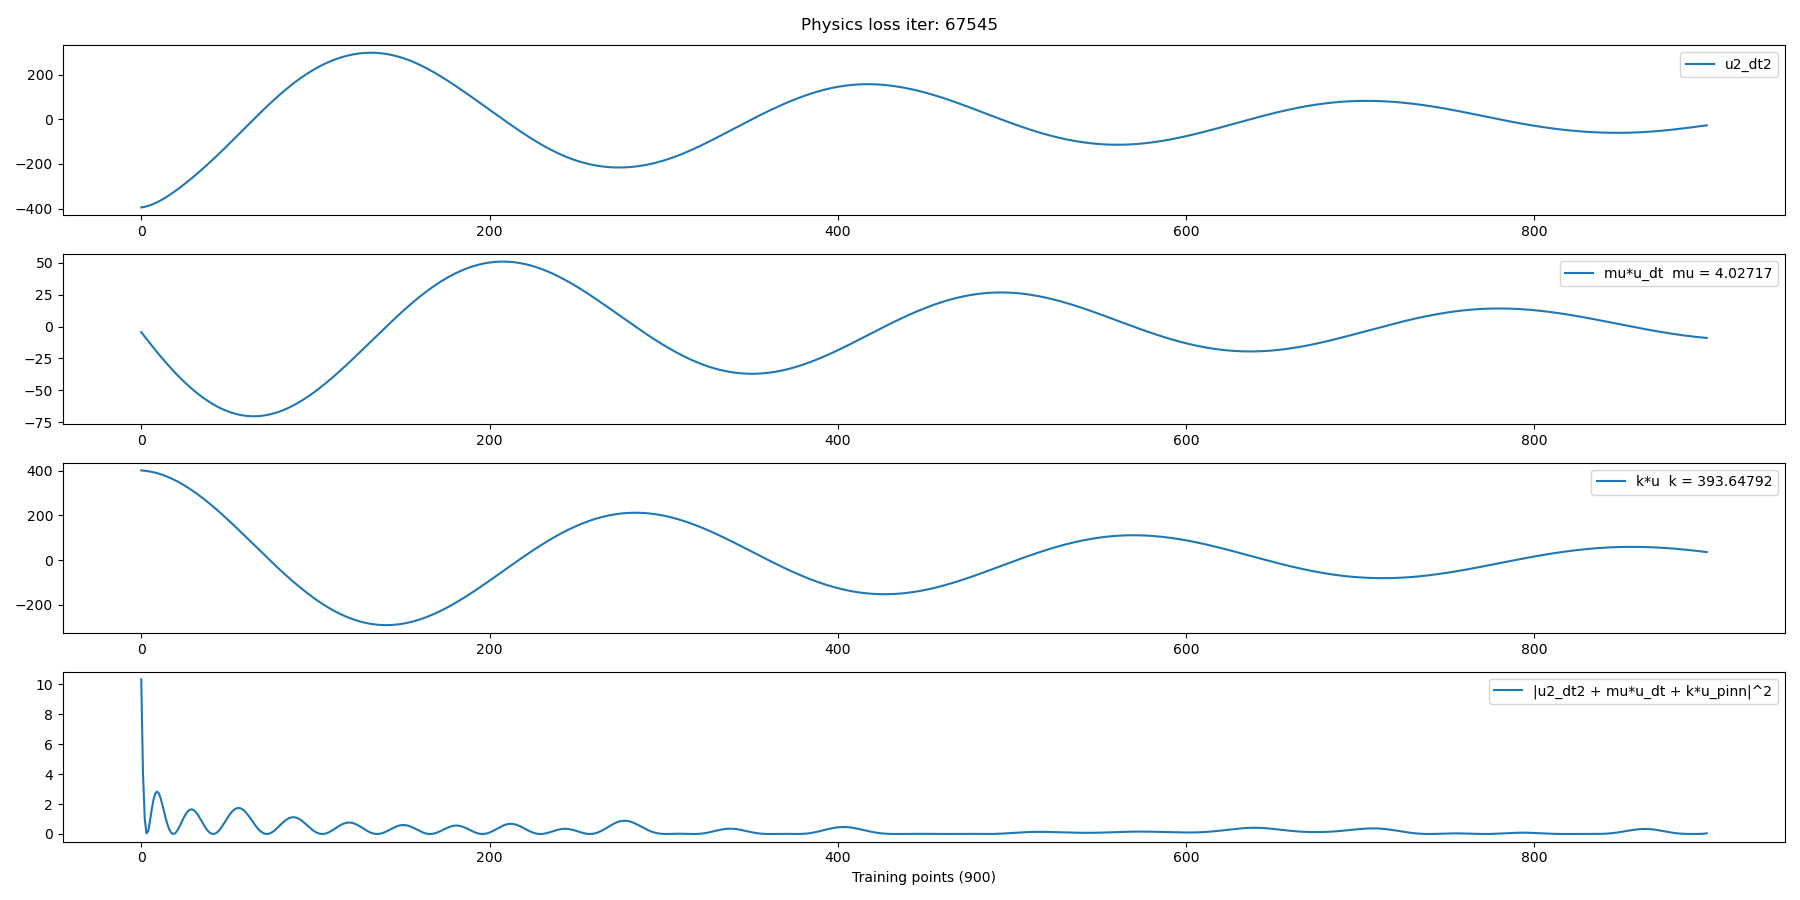 Physics loss iter: 67545
u2_dt2
200
0
−200
−400
0 200 400 600 800
mu*u_dt  mu = 4.02717
50
25
0
−25
−50
−75
0 200 400 600 800
k*u  k = 393.64792
400
200
0
−200
0 200 400 600 800
|u2_dt2 + mu*u_dt + k*u_pinn|^2
10
8
6
4
2
0
0 200 400 600 800
Training points (900)